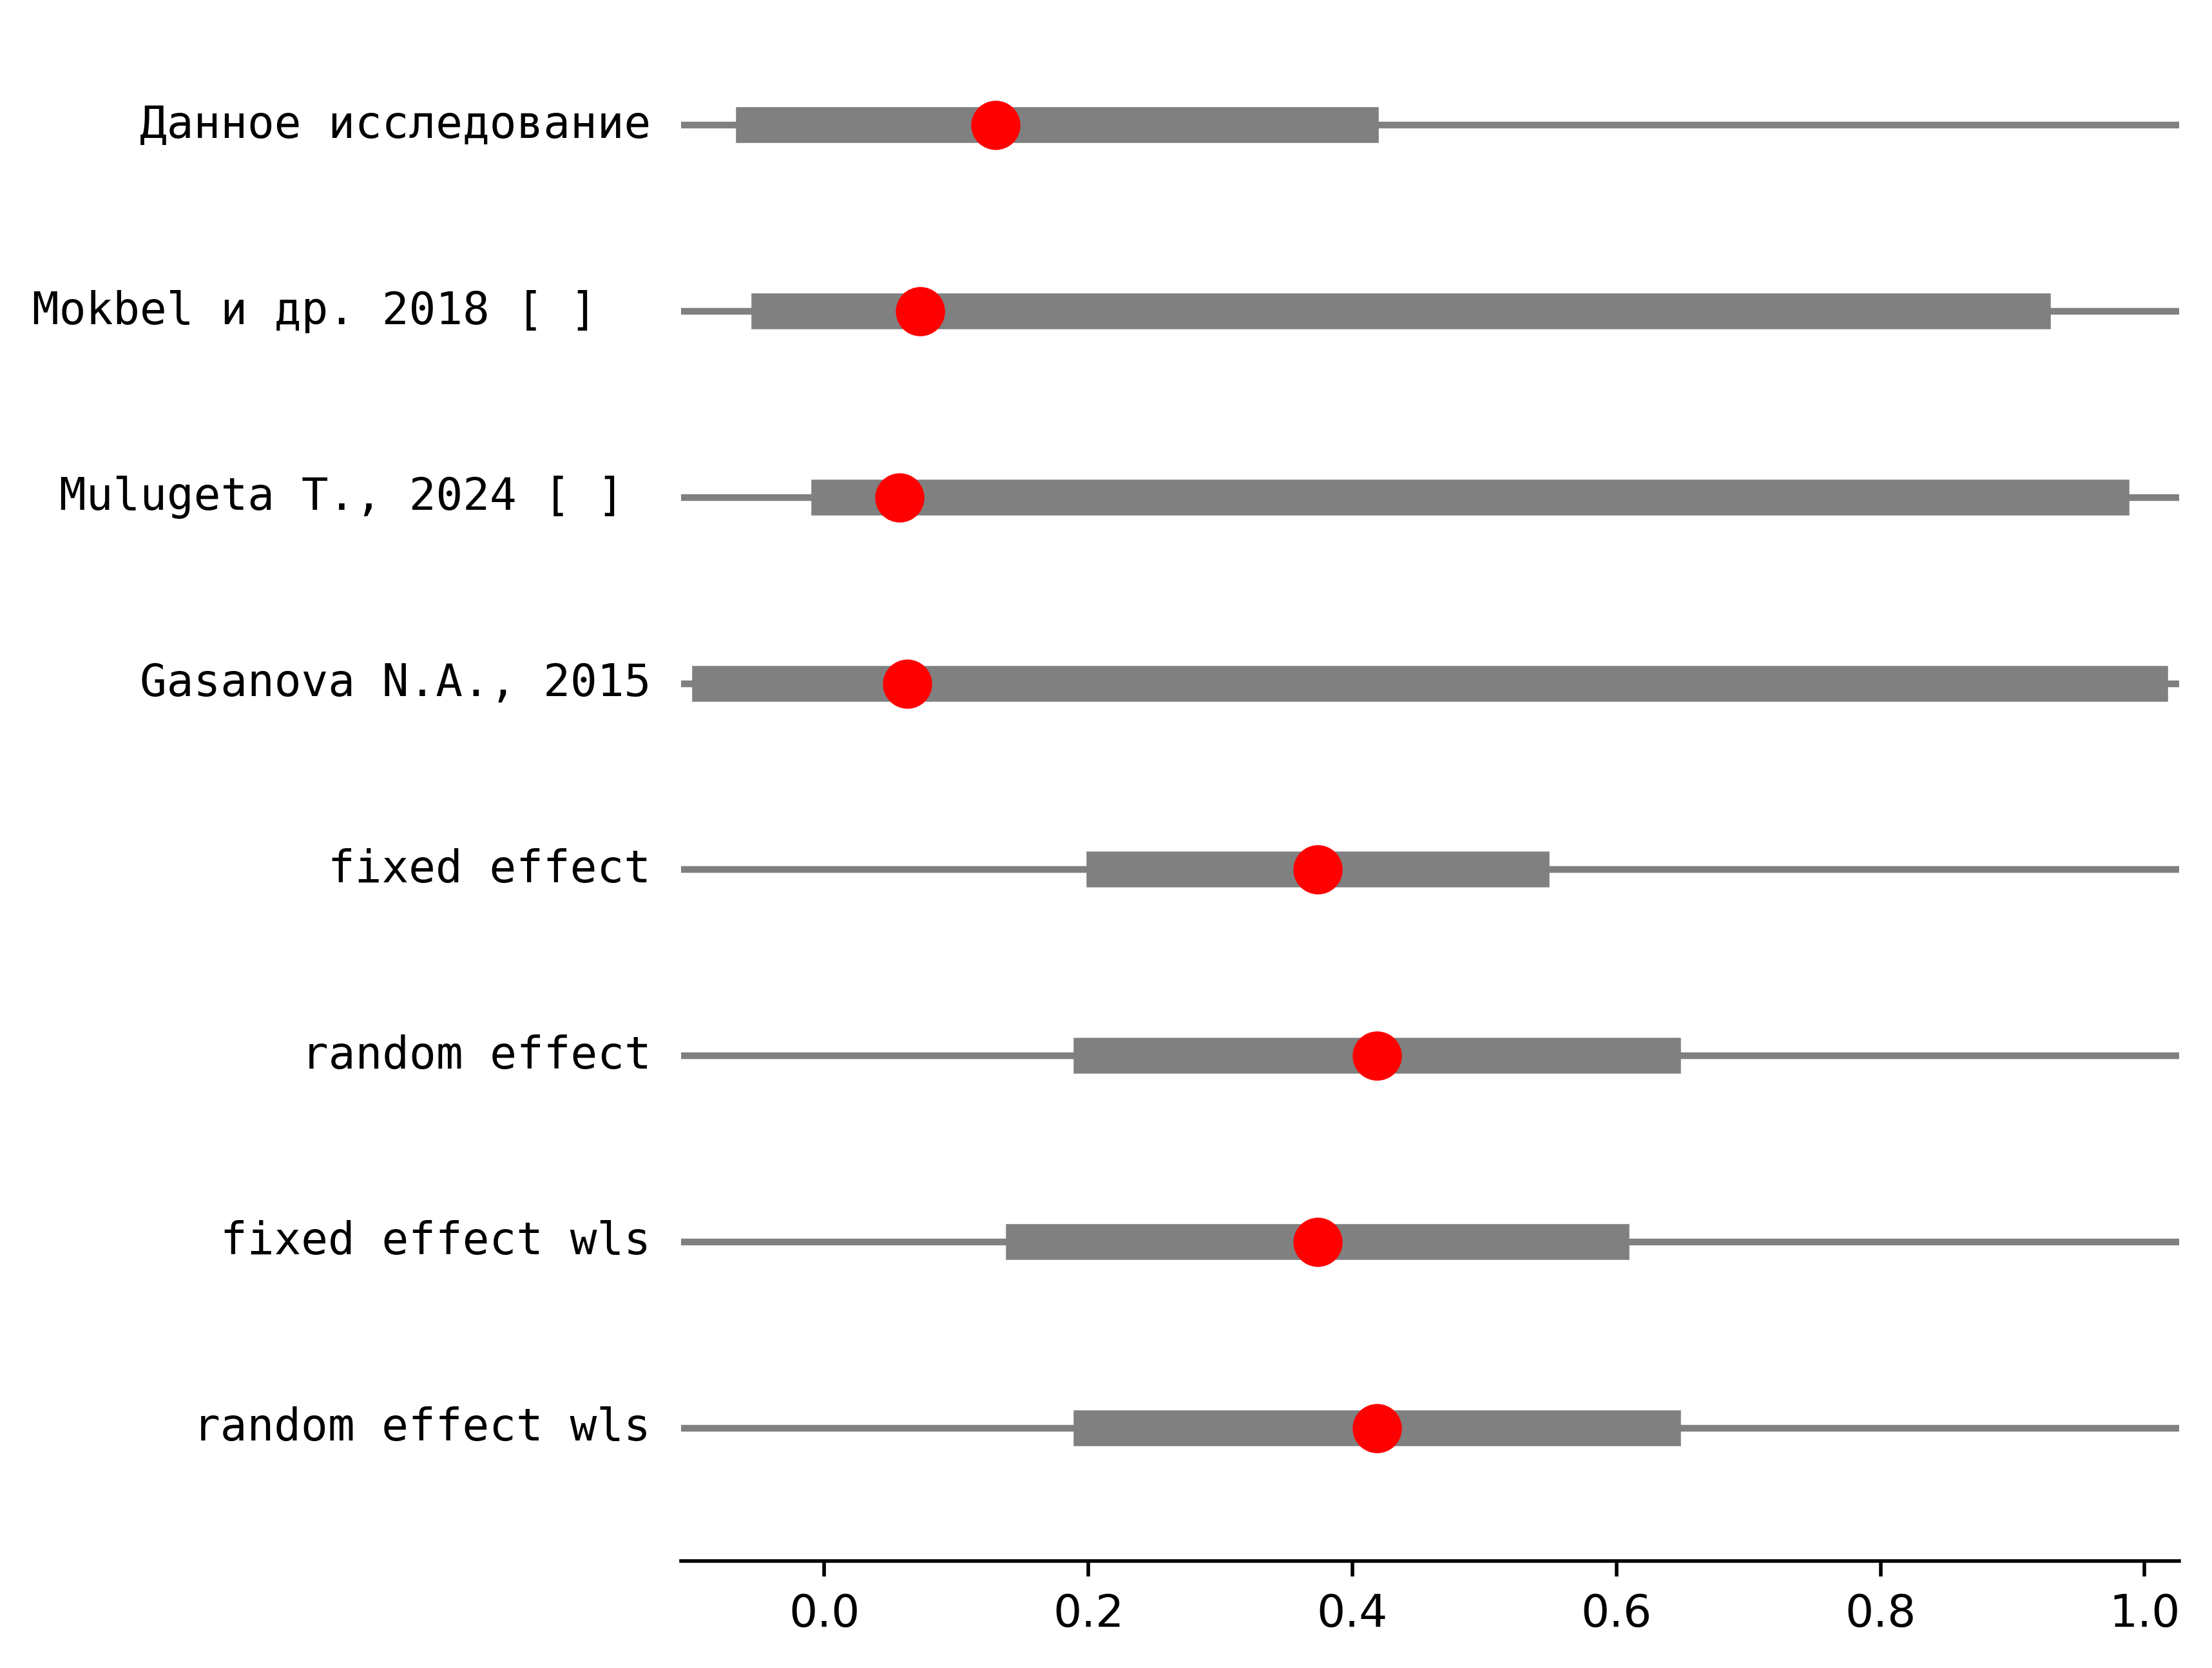 Данное исследование
Mokbel и др. 2018 [ ]
Mulugeta T., 2024 [ ]
Gasanova N.A., 2015
fixed effect
random effect
fixed effect wls
random effect wls
0.0 0.2 0.4 0.6 0.8 1.0